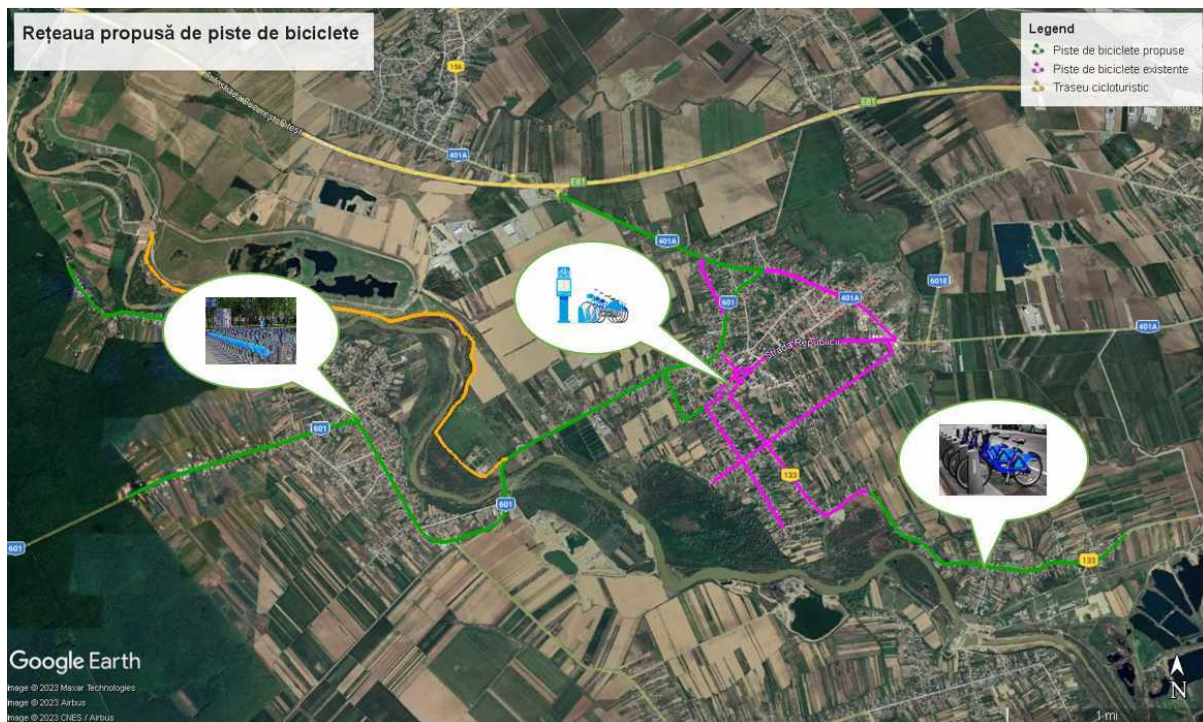 Rețeaua propusă de piste de biciclete
Legend
Piste de biciclete propuse
Piste de biciclete existente
Traseu cicloturistic
156
E81
401A
E81
401A
601E
601
401A
401A
Strada Republicii
601
133
601
601
133
Google Earth
Image © 2023 Maxar Technologies
Image © 2023 Airbus
Image © 2023 CNES / Airbus
N
1 mi